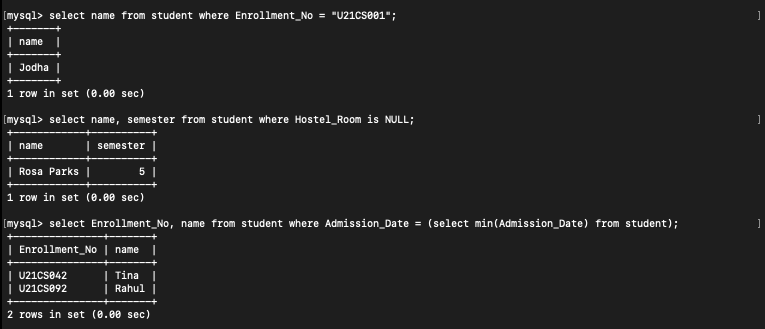 [mysql> select name from student where Enrollment_No = "U21CS001"; ]
+-------+
| name  |
+-------+
| Jodha |
+-------+
1 row in set (0.00 sec)

[mysql> select name, semester from student where Hostel_Room is NULL; ]
+------------+----------+
| name       | semester |
+------------+----------+
| Rosa Parks |        5 |
+------------+----------+
1 row in set (0.00 sec)

[mysql> select Enrollment_No, name from student where Admission_Date = (select min(Admission_Date) from student); ]
+---------------+-------+
| Enrollment_No | name  |
+---------------+-------+
| U21CS042      | Tina  |
| U21CS092      | Rahul |
+---------------+-------+
2 rows in set (0.00 sec)